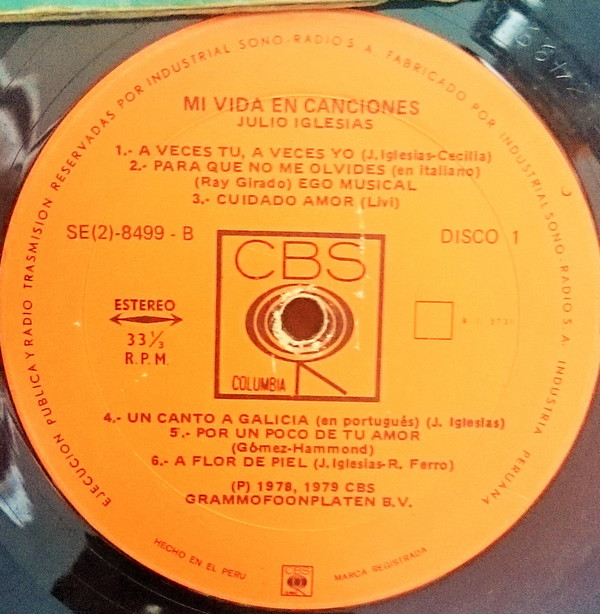 EJECUCION PUBLICA Y RADIO TRASMISION RESERVADAS POR INDUSTRIAL SONO-RADIO S A. FABRICADO POR INDUSTRIAL SONO-RADIO S A. INDUSTRIA PERUANA
MI VIDA EN CANCIONES
JULIO IGLESIAS
1.- A VECES TU, A VECES YO (J. Iglesias-Cecilia)
2.- PARA QUE NO ME OLVIDES (en italiano)
(Ray Girado) EGO MUSICAL
3.- CUIDADO AMOR (Livi)
SE(2)-8499 - B
DISCO 1
CBS
ESTEREO
33 1/3
R.P.M.
COLUMBIA
4.- UN CANTO A GALICIA (en portugués) (J. Iglesias)
5.- POR UN POCO DE TU AMOR
(Gómez-Hammond)
6.- A FLOR DE PIEL (J. Iglesias-R. Ferro)
(P) 1978, 1979 CBS
GRAMMOFOONPLATEN B.V.
HECHO EN EL PERU
CBS
MARCA REGISTRADA